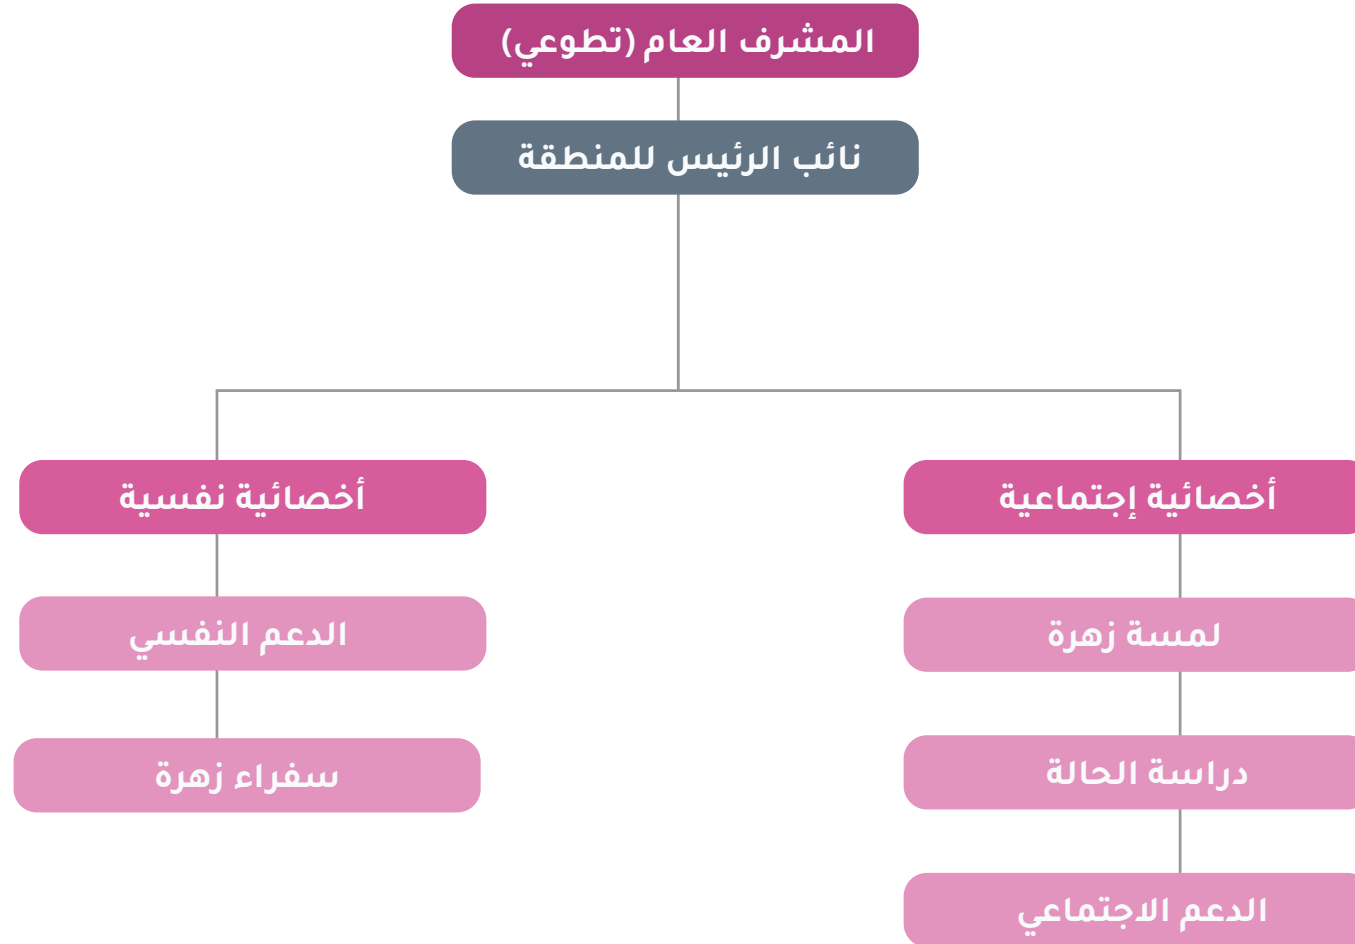 المشرف العام (تطوعي)
نائب الرئيس للمنطقة
أخصائية إجتماعية
أخصائية نفسية
لمسة زهرة
الدعم النفسي
دراسة الحالة
سفراء زهرة
الدعم الاجتماعي